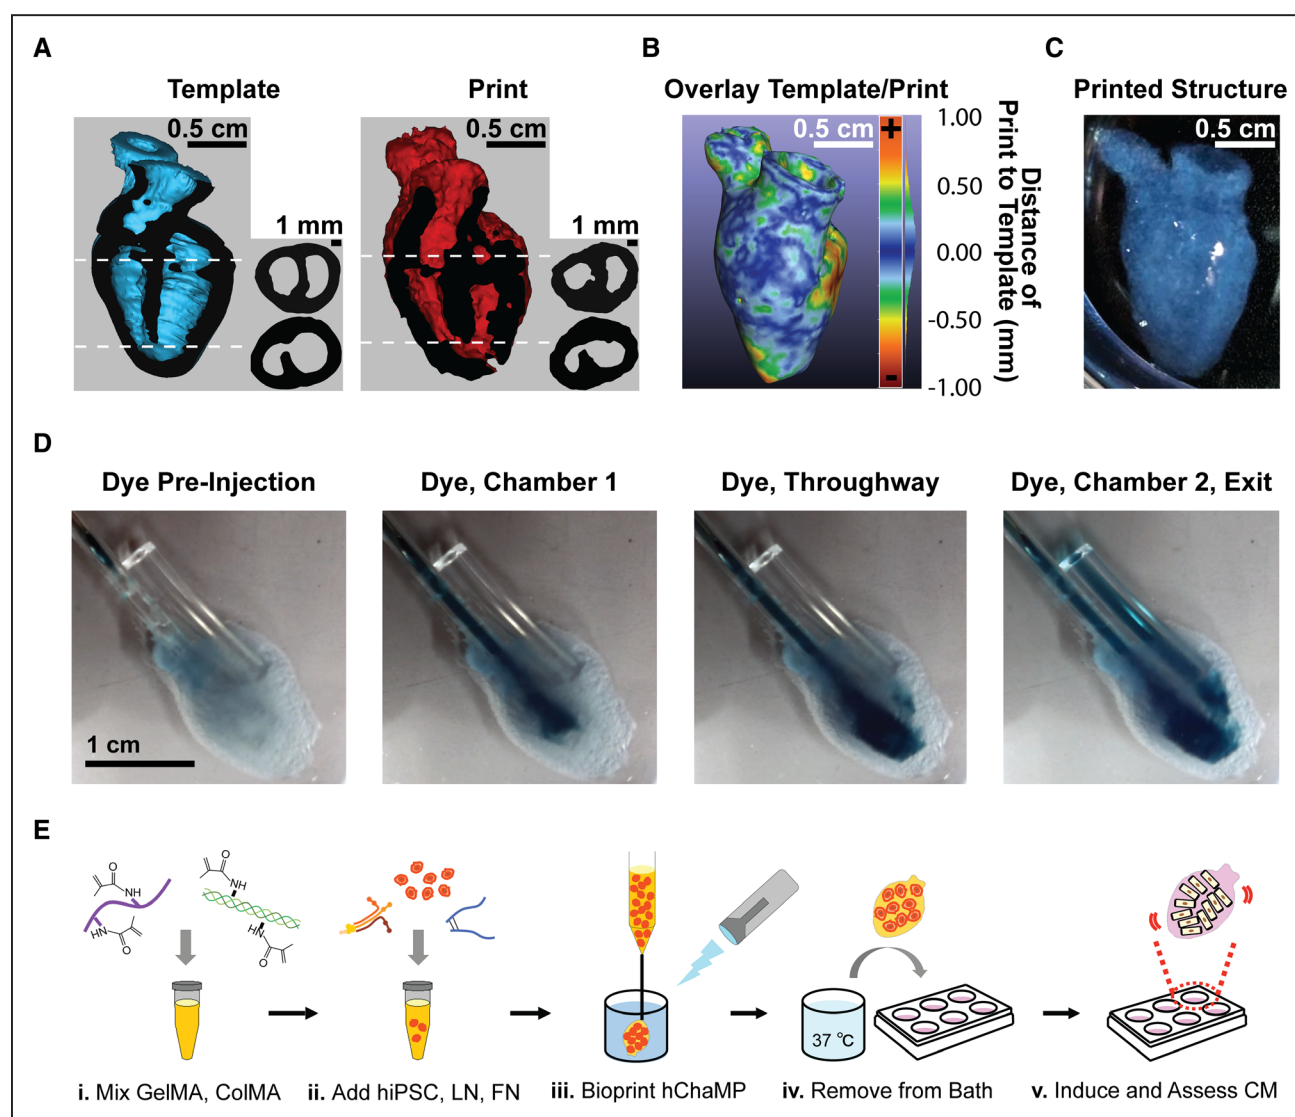 A
Template
0.5 cm
1 mm
Print
0.5 cm
1 mm
B
Overlay Template/Print
0.5 cm
+
-
1.00
0.50
0.00
-0.50
-1.00
Distance of
Print to Template (mm)
C
Printed Structure
0.5 cm
D
Dye Pre-Injection
Dye, Chamber 1
Dye, Throughway
Dye, Chamber 2, Exit
1 cm
E
O
NH
HN
O
O
NH
HN
O
37 °C
i. Mix GelMA, ColMA
ii. Add hiPSC, LN, FN
iii. Bioprint hChaMP
iv. Remove from Bath
v. Induce and Assess CM